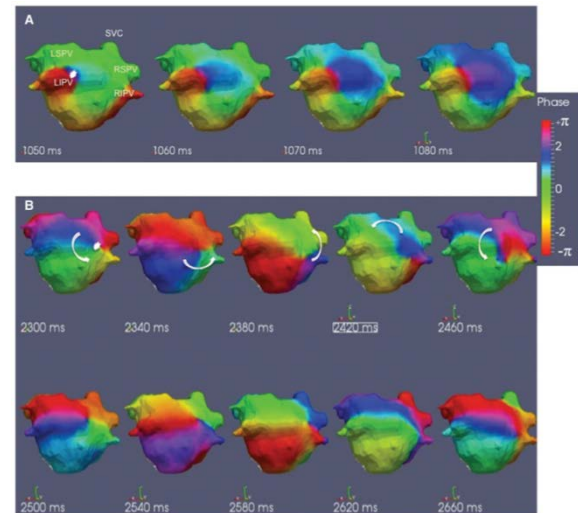 A
SVC
LSPV
RSPV
LIPV
RIPV
1050 ms
1060 ms
1070 ms
1080 ms
Phase
-π
2
0
-2
-π
B
2300 ms
2340 ms
2380 ms
2420 ms
2460 ms
2500 ms
2540 ms
2580 ms
2620 ms
2660 ms